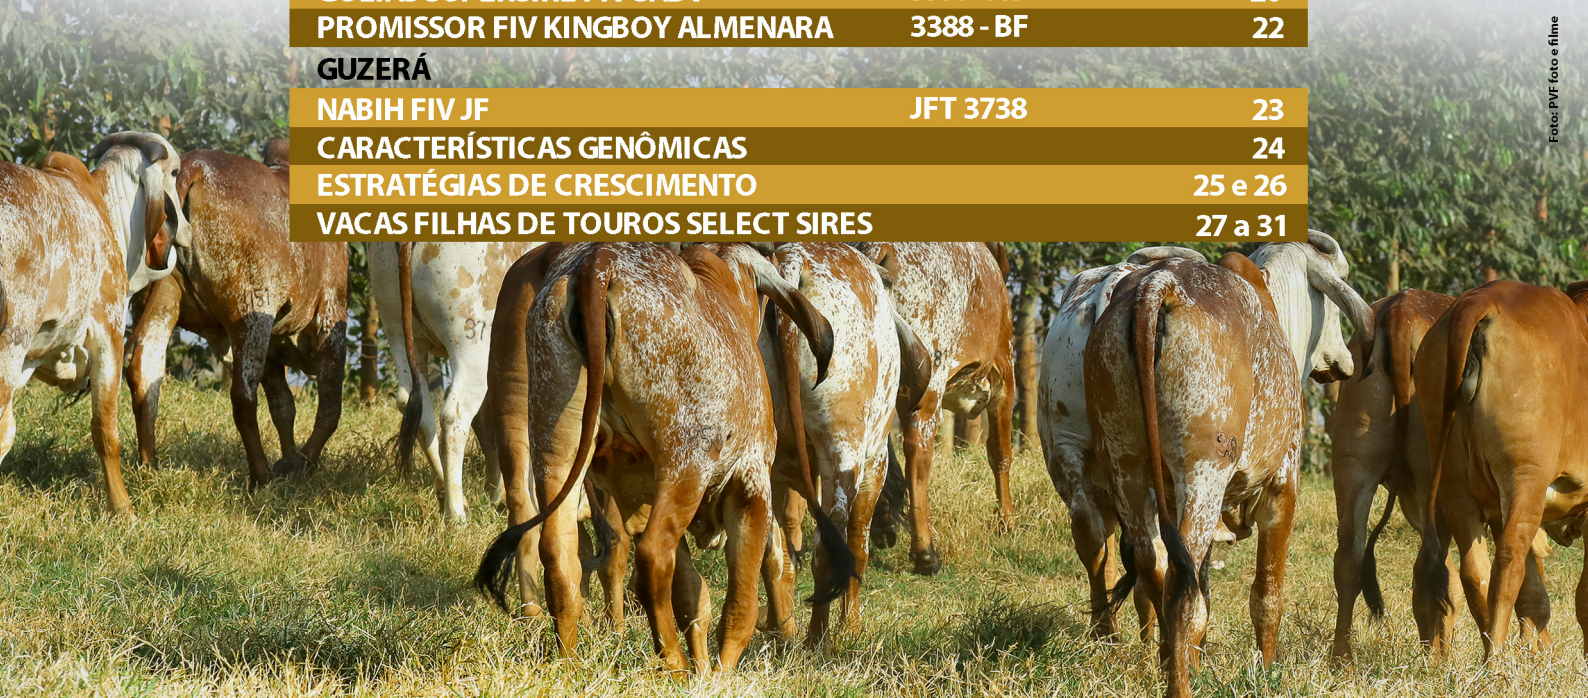 PROMISSOR FIV KINGBOY ALMENARA 3388 - BF 22
GUZERÁ
NABIH FIV JF JFT 3738 23
CARACTERÍSTICAS GENÔMICAS 24
ESTRATÉGIAS DE CRESCIMENTO 25 e 26
VACAS FILHAS DE TOUROS SELECT SIRES 27 a 31
Foto: PVF foto e filme